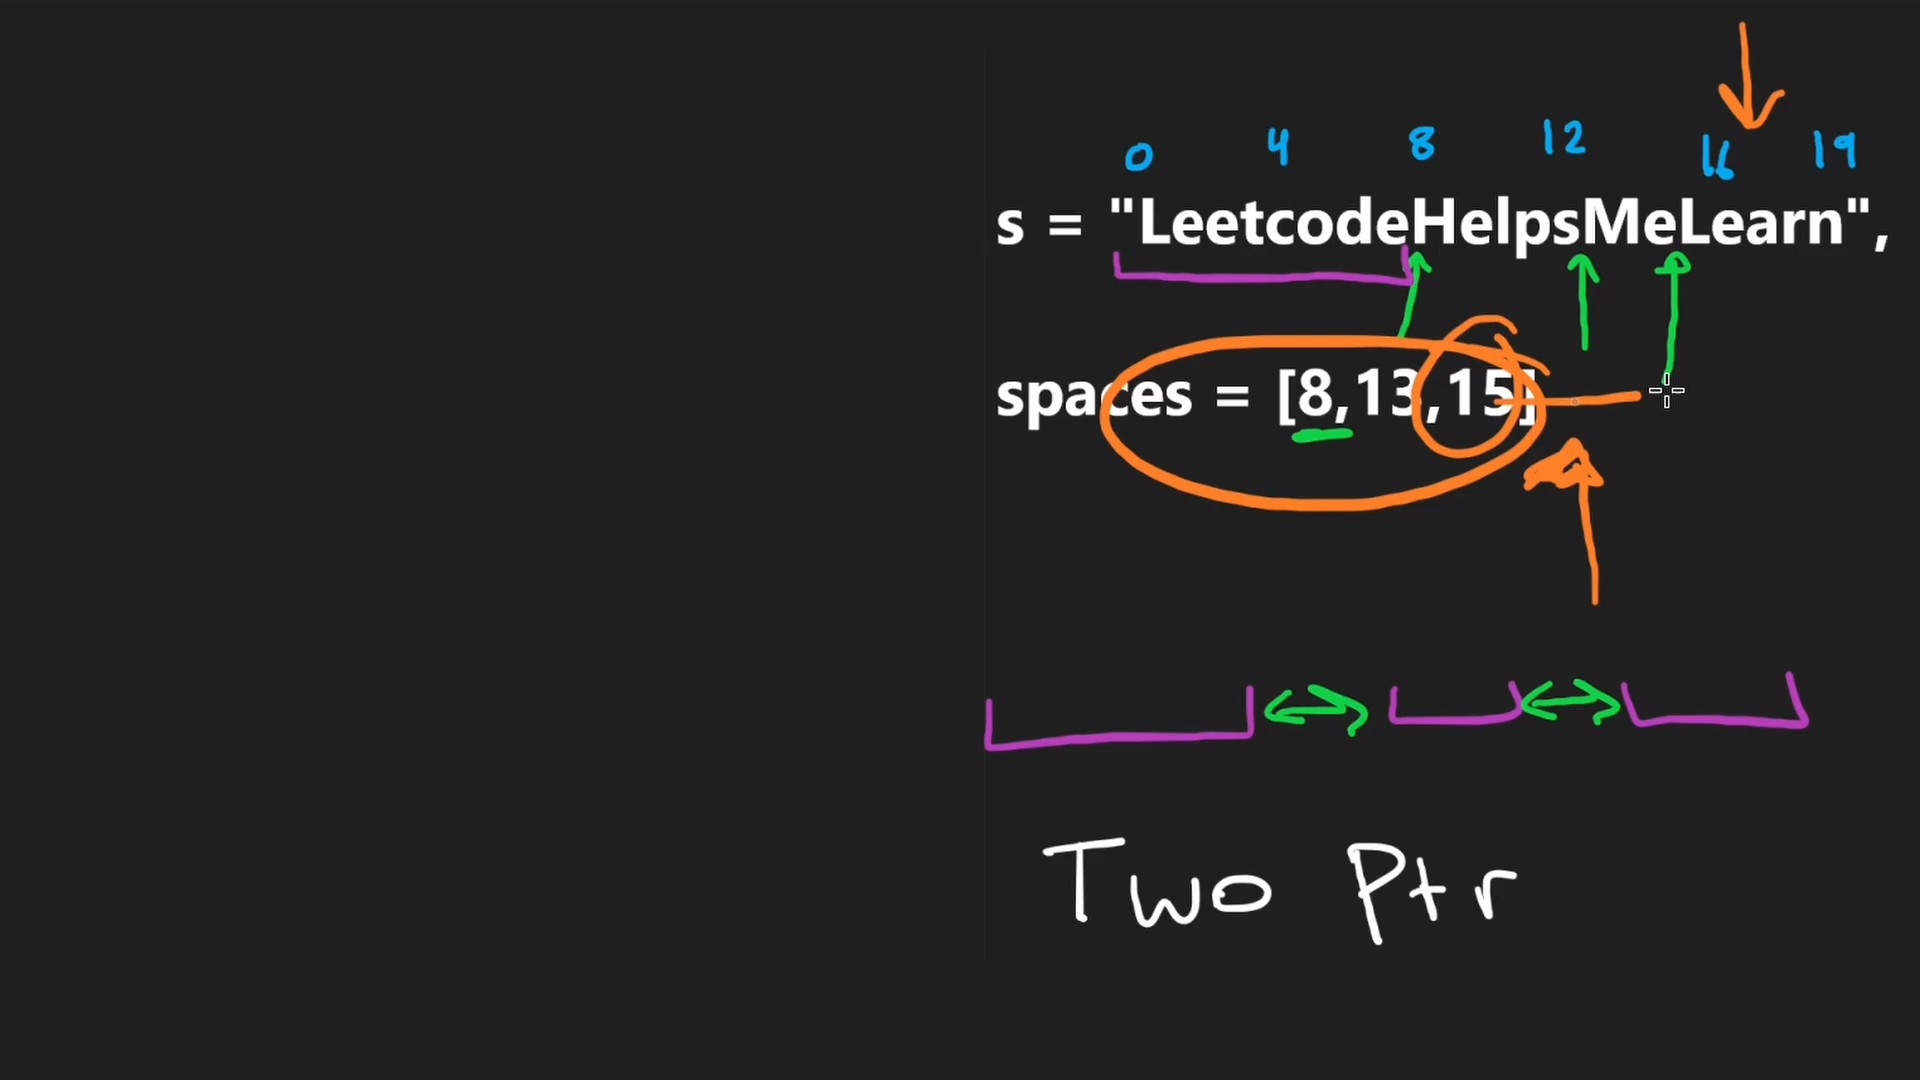 0 4 8 12 16 19
s = "LeetcodeHelpsMeLearn",
spaces = [8,13,15]
Two Ptr